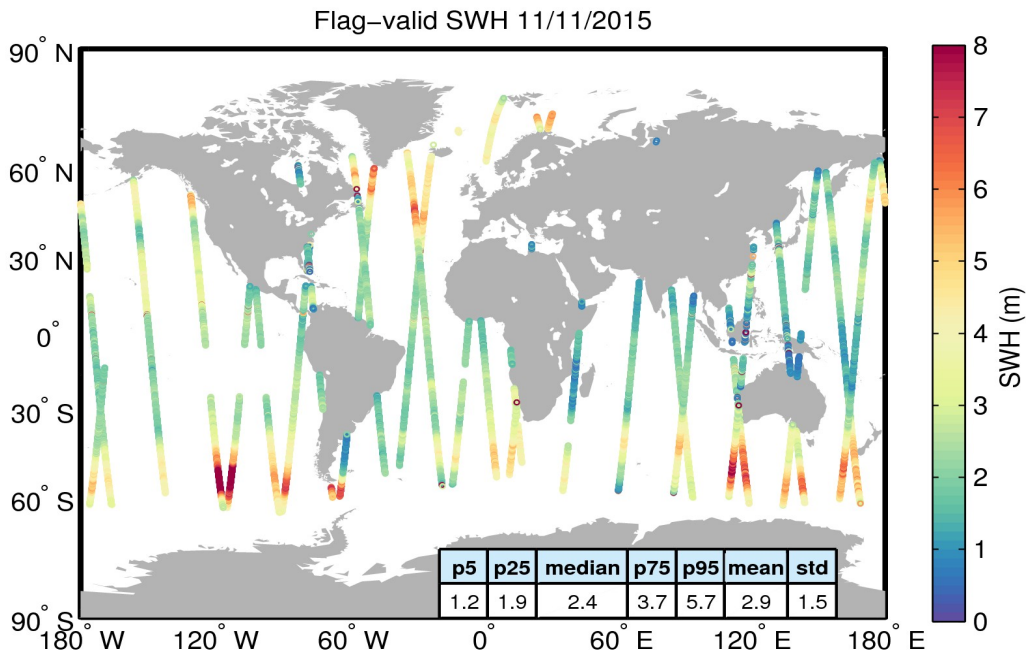 Flag−valid SWH 11/11/2015
90° N
60° N
30° N
0°
30° S
60° S
90° S
180° W
120° W
60° W
0°
60° E
120° E
180° E
p5 p25 median p75 p95 mean std
1.2 1.9 2.4 3.7 5.7 2.9 1.5
8
7
6
5
4
3
2
1
0
SWH (m)